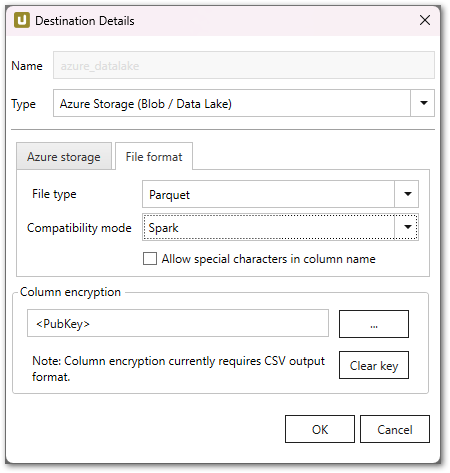 Destination Details
Name azure_datalake
Type Azure Storage (Blob / Data Lake)
Azure storage File format
File type Parquet
Compatibility mode Spark
Allow special characters in column name
Column encryption
<PubKey> ...
Note: Column encryption currently requires CSV output
format.
Clear key
OK Cancel